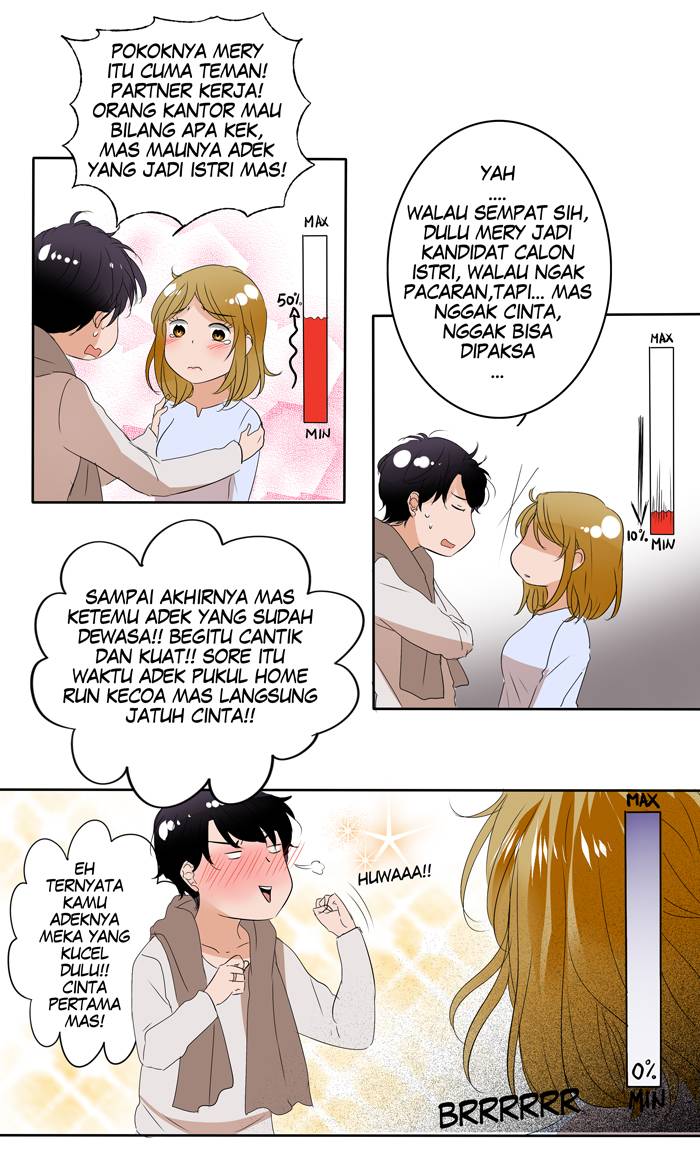 POKOKNYA MERY
ITU CUMA TEMAN!
PARTNER KERJA!
ORANG KANTOR MAU
BILANG APA KEK,
MAS MAUNYA ADEK
YANG JADI ISTRI MAS!
MAX
50%
MIN
YAH
....
WALAU SEMPAT SIH,
DULU MERY JADI
KANDIDAT CALON
ISTRI, WALAU NGAK
PACARAN,TAPI... MAS
NGGAK CINTA,
NGGAK BISA
DIPAKSA
...
MAX
10%
MIN
SAMPAI AKHIRNYA MAS
KETEMU ADEK YANG SUDAH
DEWASA!! BEGITU CANTIK
DAN KUAT!! SORE ITU
WAKTU ADEK PUKUL HOME
RUN KECOA MAS LANGSUNG
JATUH CINTA!!
EH
TERNYATA
KAMU
ADEKNYA
MEKA YANG
KUCEL
DULU!!
CINTA
PERTAMA
MAS!
HUWAAA!!
MAX
0%
MIN
BRRRRRRR